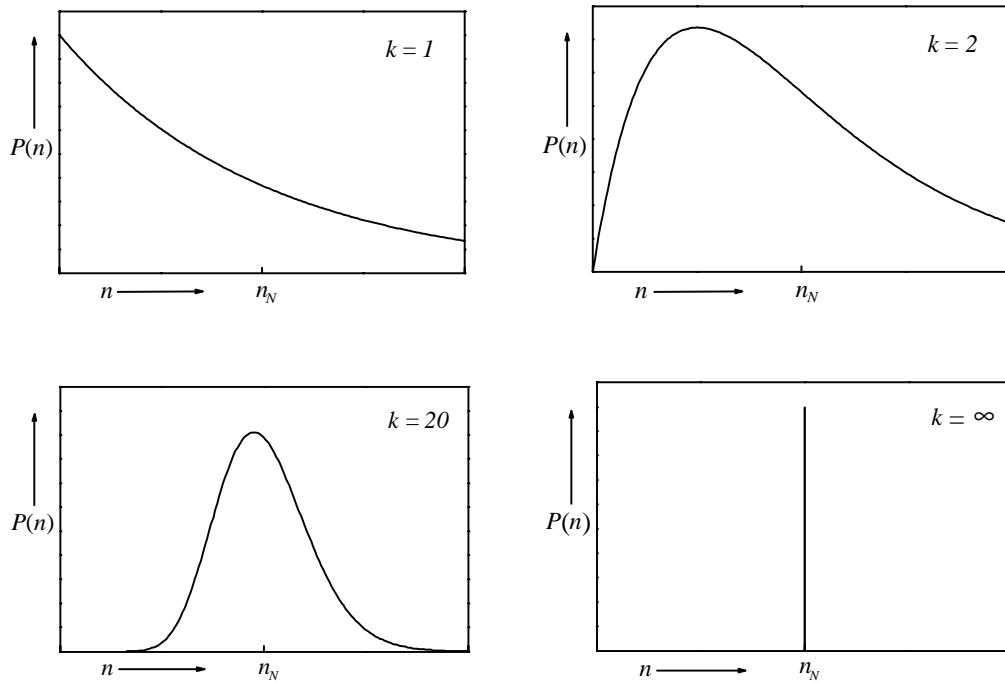 k = 1
P(n)
n
n_N
k = 2
P(n)
n
n_N
k = 20
P(n)
n
n_N
k = ∞
P(n)
n
n_N